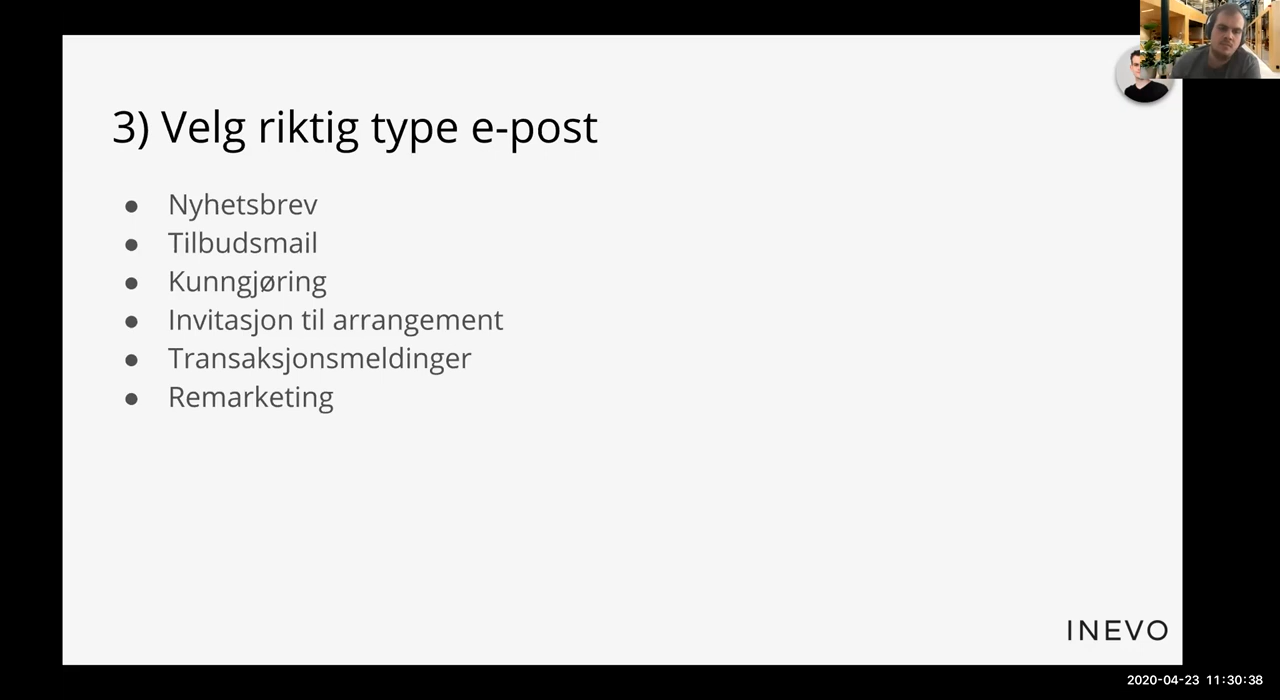 3) Velg riktig type e-post
● Nyhetsbrev
● Tilbudsmail
● Kunngjøring
● Invitasjon til arrangement
● Transaksjonsmeldinger
● Remarketing
INEVO
2020-04-23 11:30:38